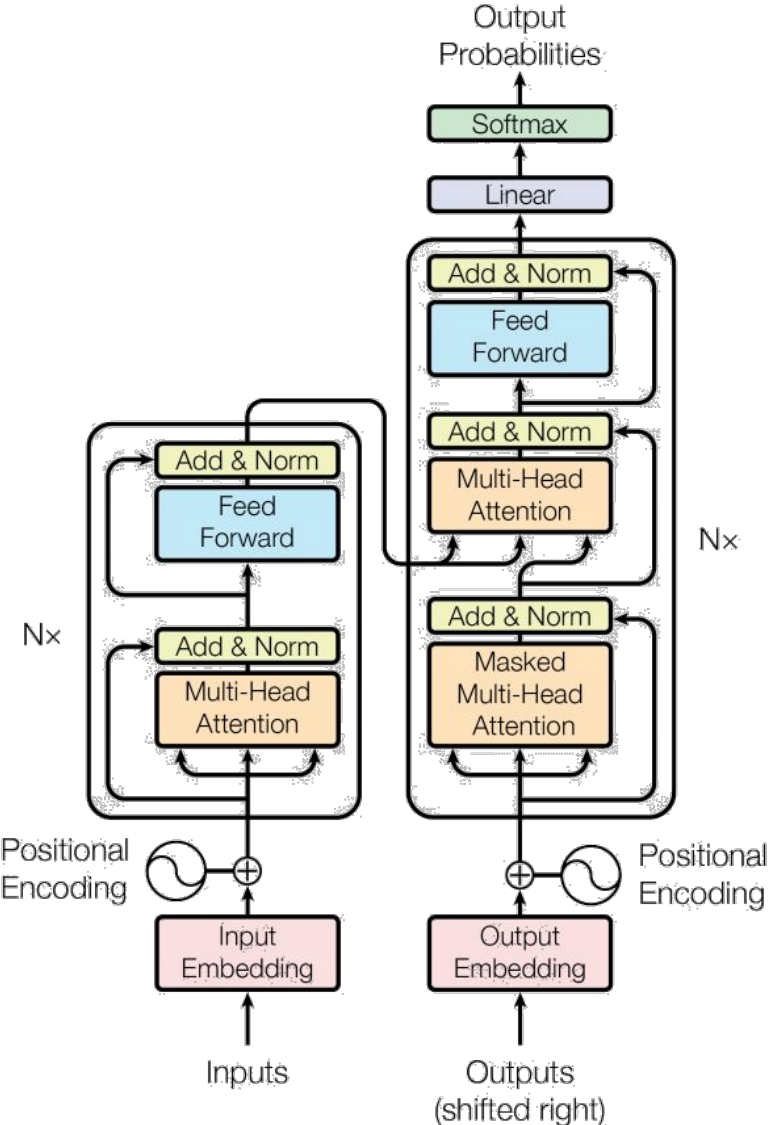 Output
Probabilities
Softmax
Linear
Add & Norm
Feed
Forward
Add & Norm
Multi-Head
Attention
Add & Norm
Masked
Multi-Head
Attention
N×
Add & Norm
Feed
Forward
Add & Norm
Multi-Head
Attention
N×
Positional
Encoding
Positional
Encoding
Input
Embedding
Output
Embedding
Inputs
Outputs
(shifted right)